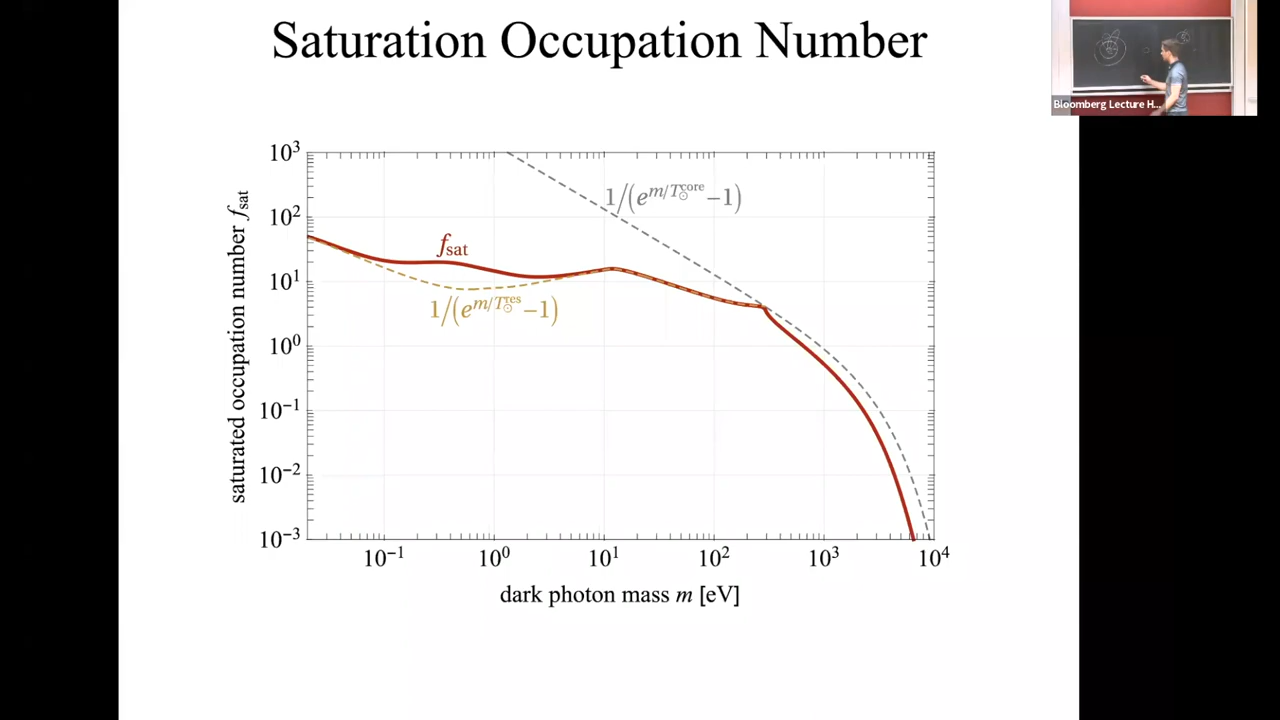 Saturation Occupation Number
Bloomberg Lecture H...
10³
10²
10¹
10⁰
10⁻¹
10⁻²
10⁻³
saturated occupation number f_sat
1/(e^{m/T_⊙^{core}} −1)
f_sat
1/(e^{m/T_⊙^{res}} −1)
10⁻¹ 10⁰ 10¹ 10² 10³ 10⁴
dark photon mass m [eV]